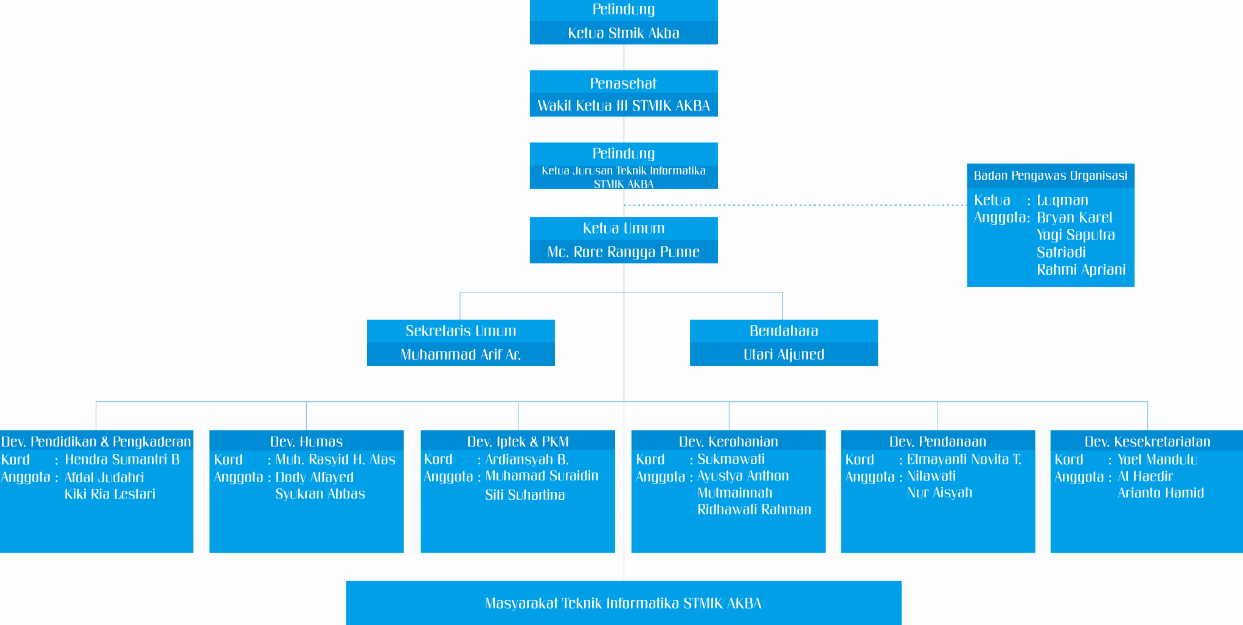 Pelindung
Ketua Stmik Akba
Penasehat
Wakil Ketua III STMIK AKBA
Pelindung
Ketua Jurusan Teknik Informatika
STMIK AKBA
Badan Pengawas Organisasi
Ketua : Luqman
Anggota: Bryan Karel
Yogi Saputra
Satriadi
Rahmi Apriani
Ketua Umum
Mc. Rore Rangga Punne
Sekretaris Umum
Muhammad Arif Ar.
Bendahara
Utari Aljuned
Dev. Pendidikan & Pengkaderan
Kord : Hendra Sumantri B
Anggota : Afdal Judahri
Kiki Ria Lestari
Dev. Humas
Kord : Muh. Rasyid H. Atas
Anggota : Dody Alfayed
Syukran Abbas
Dev. Iptek & PKM
Kord : Ardiansyah B.
Anggota : Muhamad Suraidin
Siti Suhartina
Dev. Kerohanian
Kord : Sukmawati
Anggota : Ayustya Anthon
Mutmainnah
Ridhawati Rahman
Dev. Pendanaan
Kord : Elmayanti Novita T.
Anggota : Nilawati
Nur Aisyah
Dev. Kesekretariatan
Kord : Yoel Mandulu
Anggota : Al Haedir
Arianto Hamid
Masyarakat Teknik Informatika STMIK AKBA